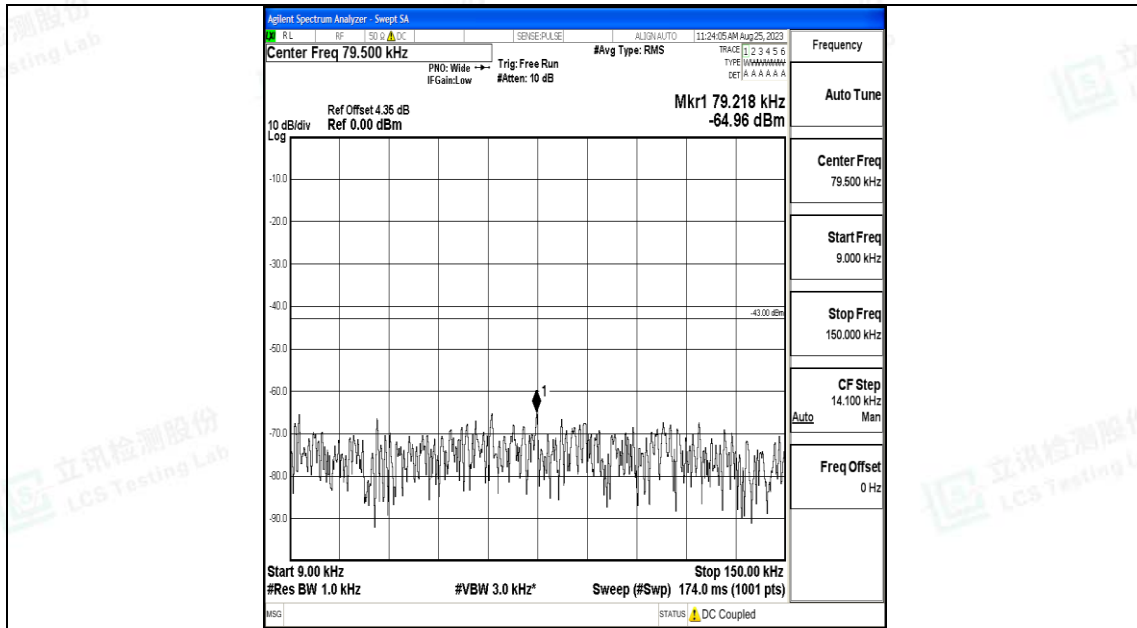 Agilent Spectrum Analyzer - Swept SA
RL RF 50 Ω DC SENSE:PULSE ALIGN AUTO 11:24:05 AM Aug 25, 2023
Center Freq 79.500 kHz
#Avg Type: RMS
TRACE 1 2 3 4 5 6
TYPE
DET A A A A A A
PNO: Wide
IFGain:Low
Trig: Free Run
#Atten: 10 dB
Mkr1 79.218 kHz
-64.96 dBm
Ref Offset 4.35 dB
10 dB/div Ref 0.00 dBm
Log
-10.0
-20.0
-30.0
-40.0
-43.00 dBm
-50.0
-60.0
1
-70.0
-80.0
-90.0
Start 9.00 kHz Stop 150.00 kHz
#Res BW 1.0 kHz #VBW 3.0 kHz* Sweep (#Swp) 174.0 ms (1001 pts)
MSG STATUS DC Coupled
Frequency
Auto Tune
Center Freq
79.500 kHz
Start Freq
9.000 kHz
Stop Freq
150.000 kHz
CF Step
14.100 kHz
Auto Man
Freq Offset
0 Hz
立讯检测股份
LCS Testing Lab
立讯检测股份
LCS Testing L